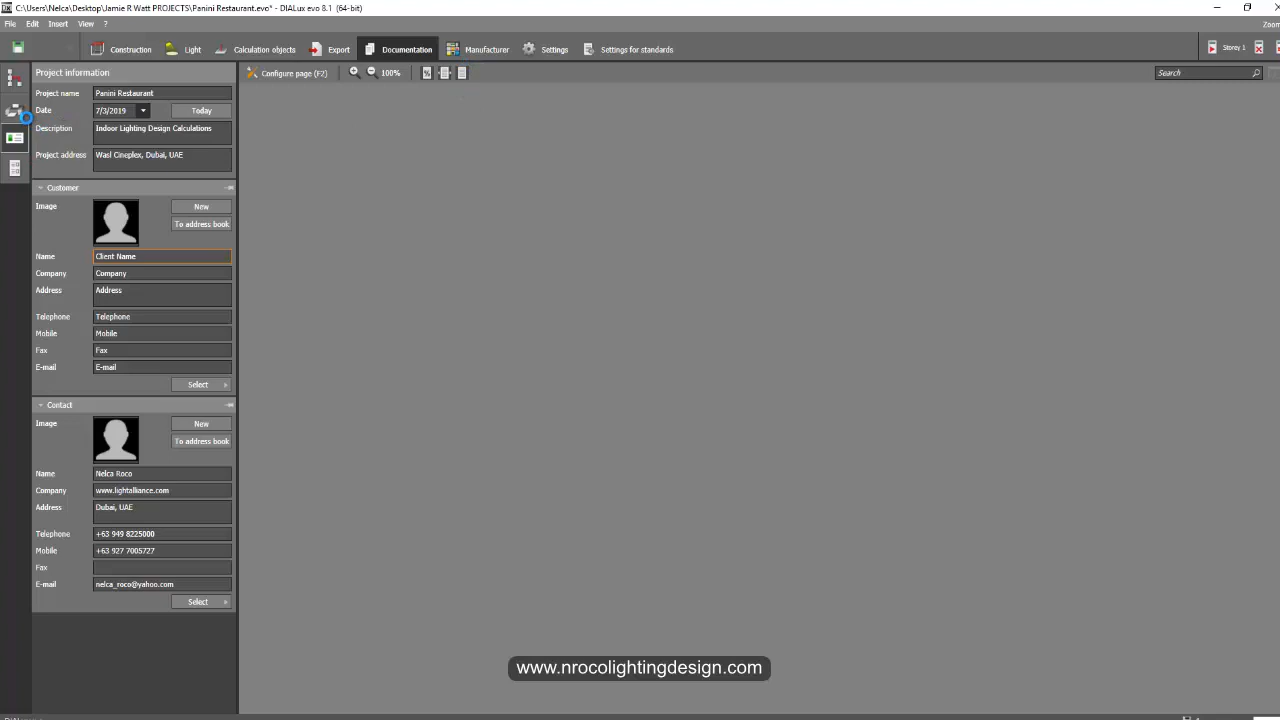 C:\Users\Nelca\Desktop\Jamie R Watt PROJECTS\Panini Restaurant.evo* - DIALux evo 8.1 (64-bit)
File Edit Insert View ?
Zoom
Construction Light Calculation objects Export Documentation Manufacturer Settings Settings for standards Storey 1
Project information
Configure page (F2) 100% Search
Project name Panini Restaurant
Date 7/3/2019 Today
Description Indoor Lighting Design Calculations
Project address Wasl Cineplex, Dubai, UAE
Customer
Image New
To address book
Name Client Name
Company Company
Address Address
Telephone Telephone
Mobile Mobile
Fax Fax
E-mail E-mail
Select
Contact
Image New
To address book
Name Nelca Roco
Company www.lightalliance.com
Address Dubai, UAE
Telephone +63 949 8225000
Mobile +63 927 7005727
Fax
E-mail nelca_roco@yahoo.com
Select
www.nrocolightingdesign.com